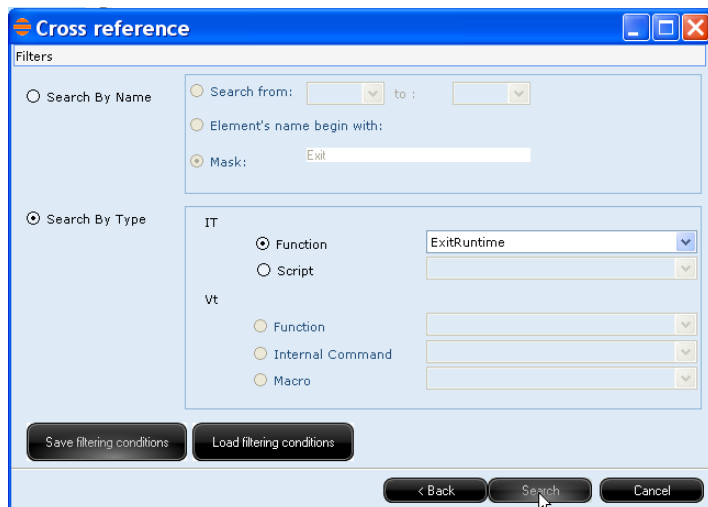 Cross reference
Filters
Search By Name
Search from: to :
Element's name begin with:
Mask: Exit
Search By Type
IT
Function ExitRuntime
Script
Vt
Function
Internal Command
Macro
Save filtering conditions Load filtering conditions
< Back Search Cancel